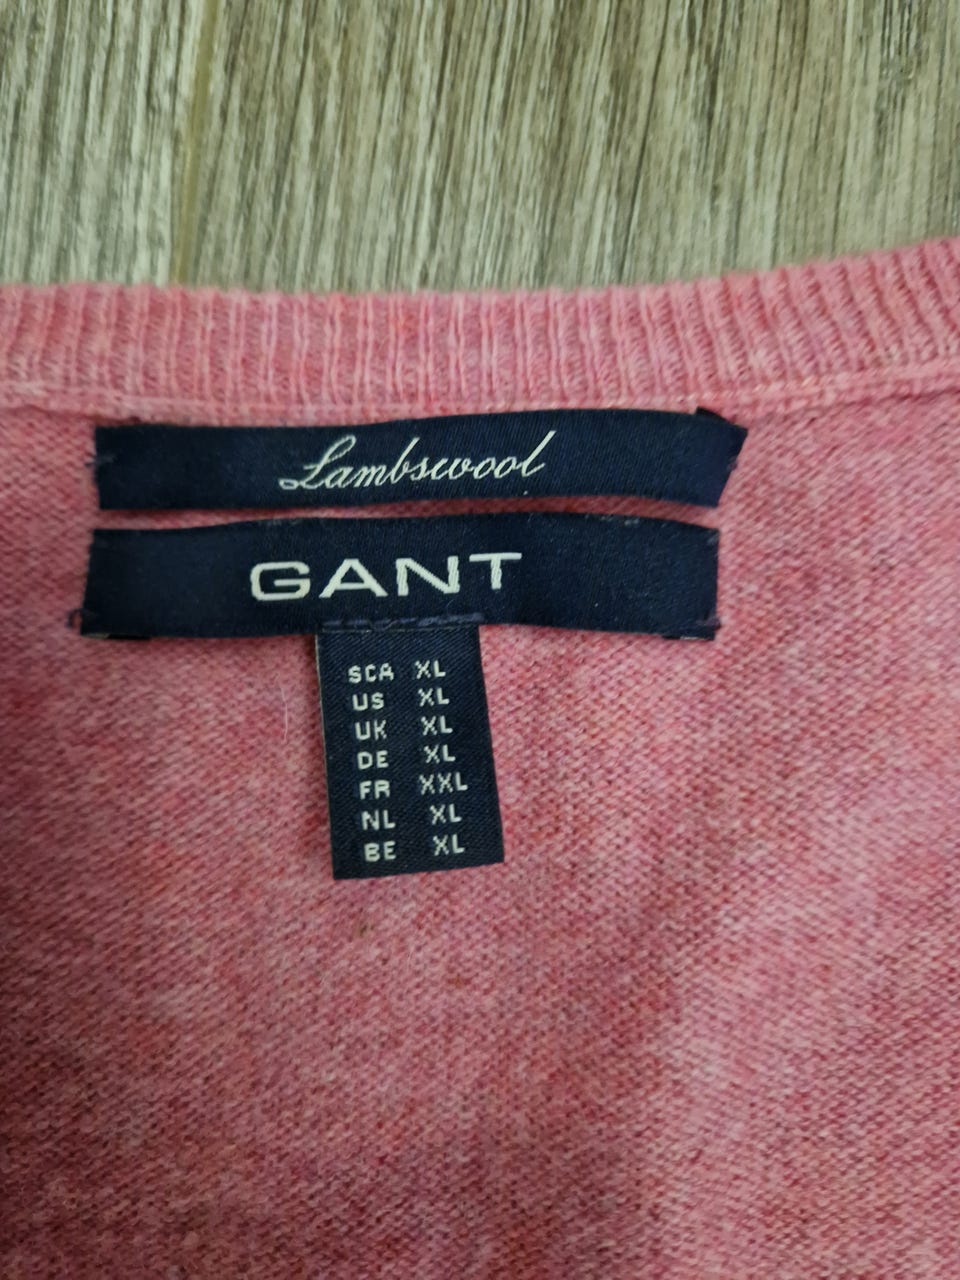 Lambswool
GANT
SCA XL
US XL
UK XL
DE XL
FR XXL
NL XL
BE XL